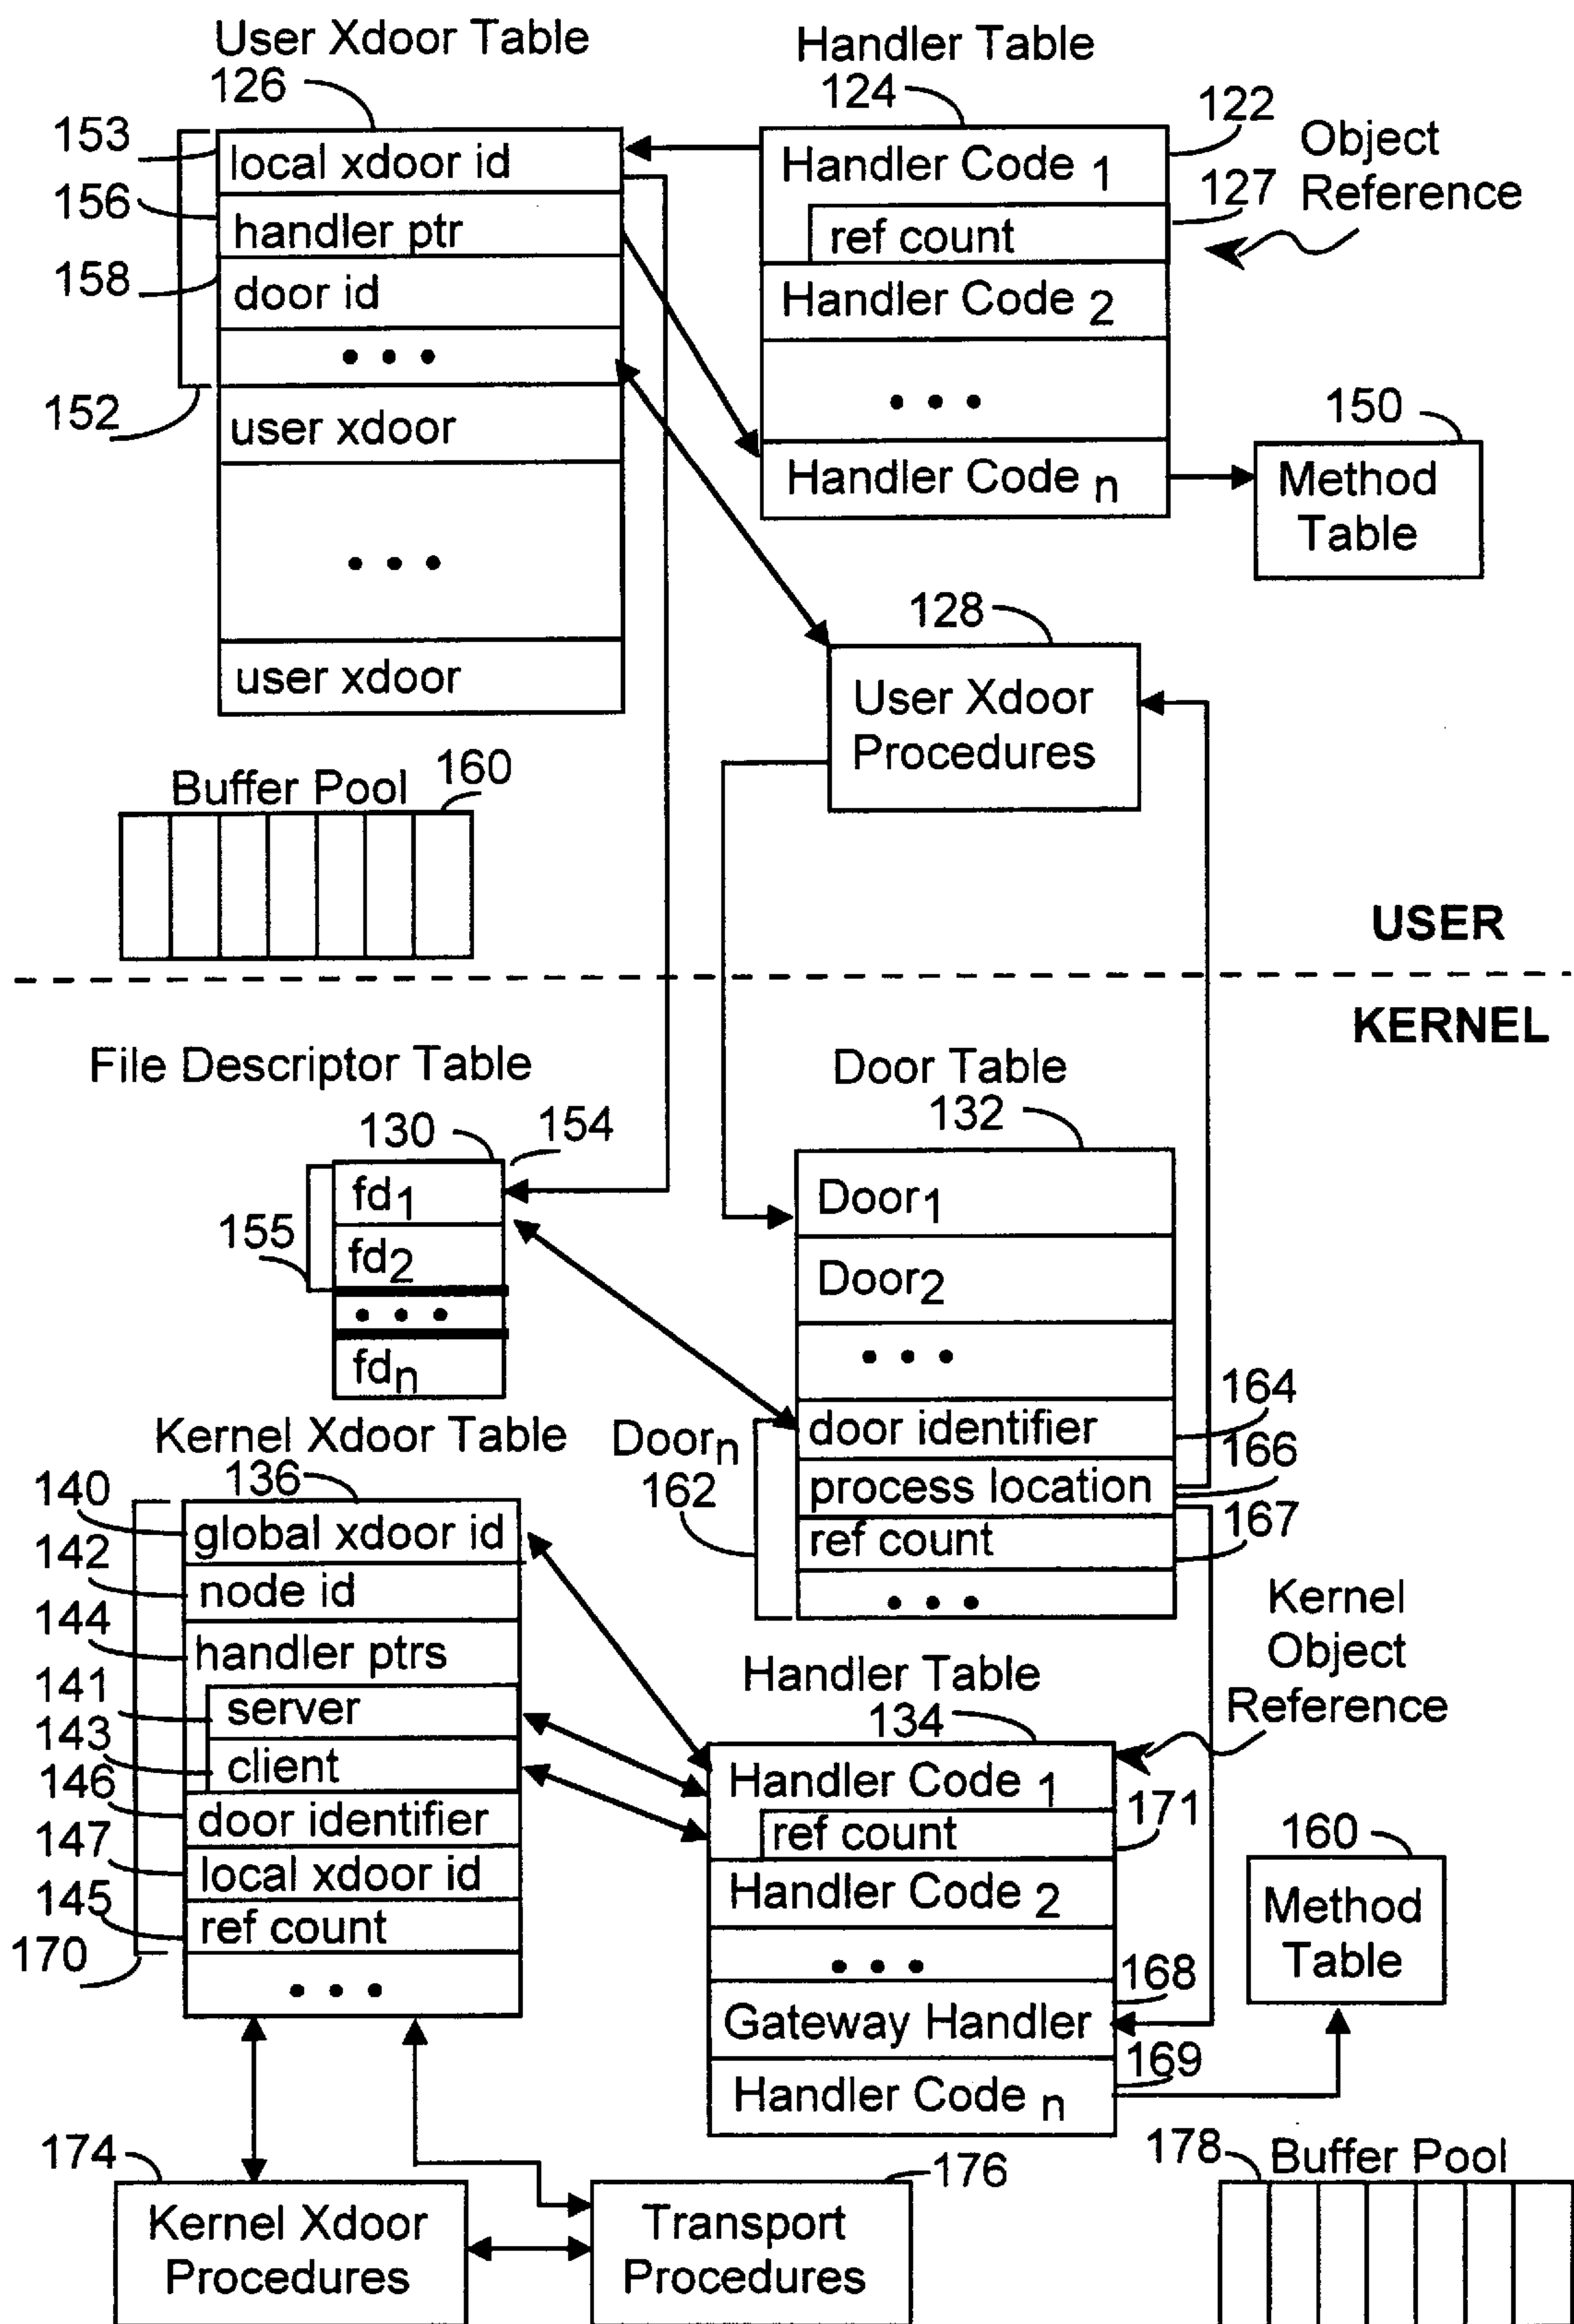 User Xdoor Table
126
153
local xdoor id
156
handler ptr
158
door id
• • •
152
user xdoor
• • •
user xdoor
Handler Table
124
122
Handler Code 1
127
ref count
Object
Reference
Handler Code 2
• • •
Handler Code n
150
Method
Table
128
User Xdoor
Procedures
Buffer Pool
160
USER
KERNEL
File Descriptor Table
130
154
fd1
155
fd2
• • •
fdn
Door Table
132
Door1
Door2
• • •
Doorn
162
door identifier
164
process location
166
ref count
167
• • •
Kernel Xdoor Table
136
140
global xdoor id
142
node id
144
handler ptrs
141
server
143
client
146
door identifier
147
local xdoor id
145
ref count
170
• • •
Kernel
Object
Reference
Handler Table
134
Handler Code 1
171
ref count
Handler Code 2
• • •
168
Gateway Handler
169
Handler Code n
160
Method
Table
174
Kernel Xdoor
Procedures
176
Transport
Procedures
178
Buffer Pool